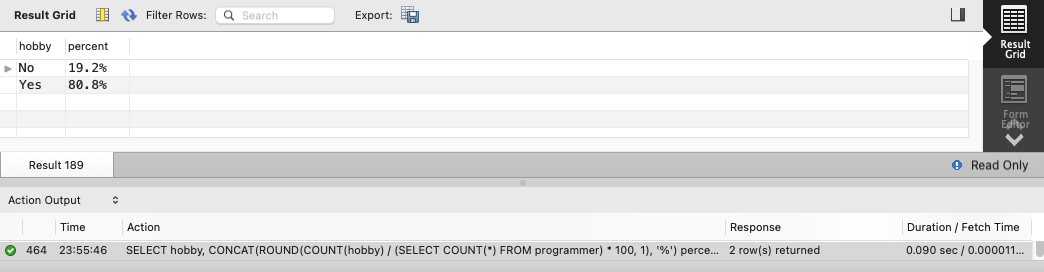 Result Grid Filter Rows: Search Export:
hobby percent
No 19.2%
Yes 80.8%
Result Grid
Form Editor
Result 189 Read Only
Action Output
Time Action Response Duration / Fetch Time
464 23:55:46 SELECT hobby, CONCAT(ROUND(COUNT(hobby) / (SELECT COUNT(*) FROM programmer) * 100, 1), '%') perce... 2 row(s) returned 0.090 sec / 0.000011...